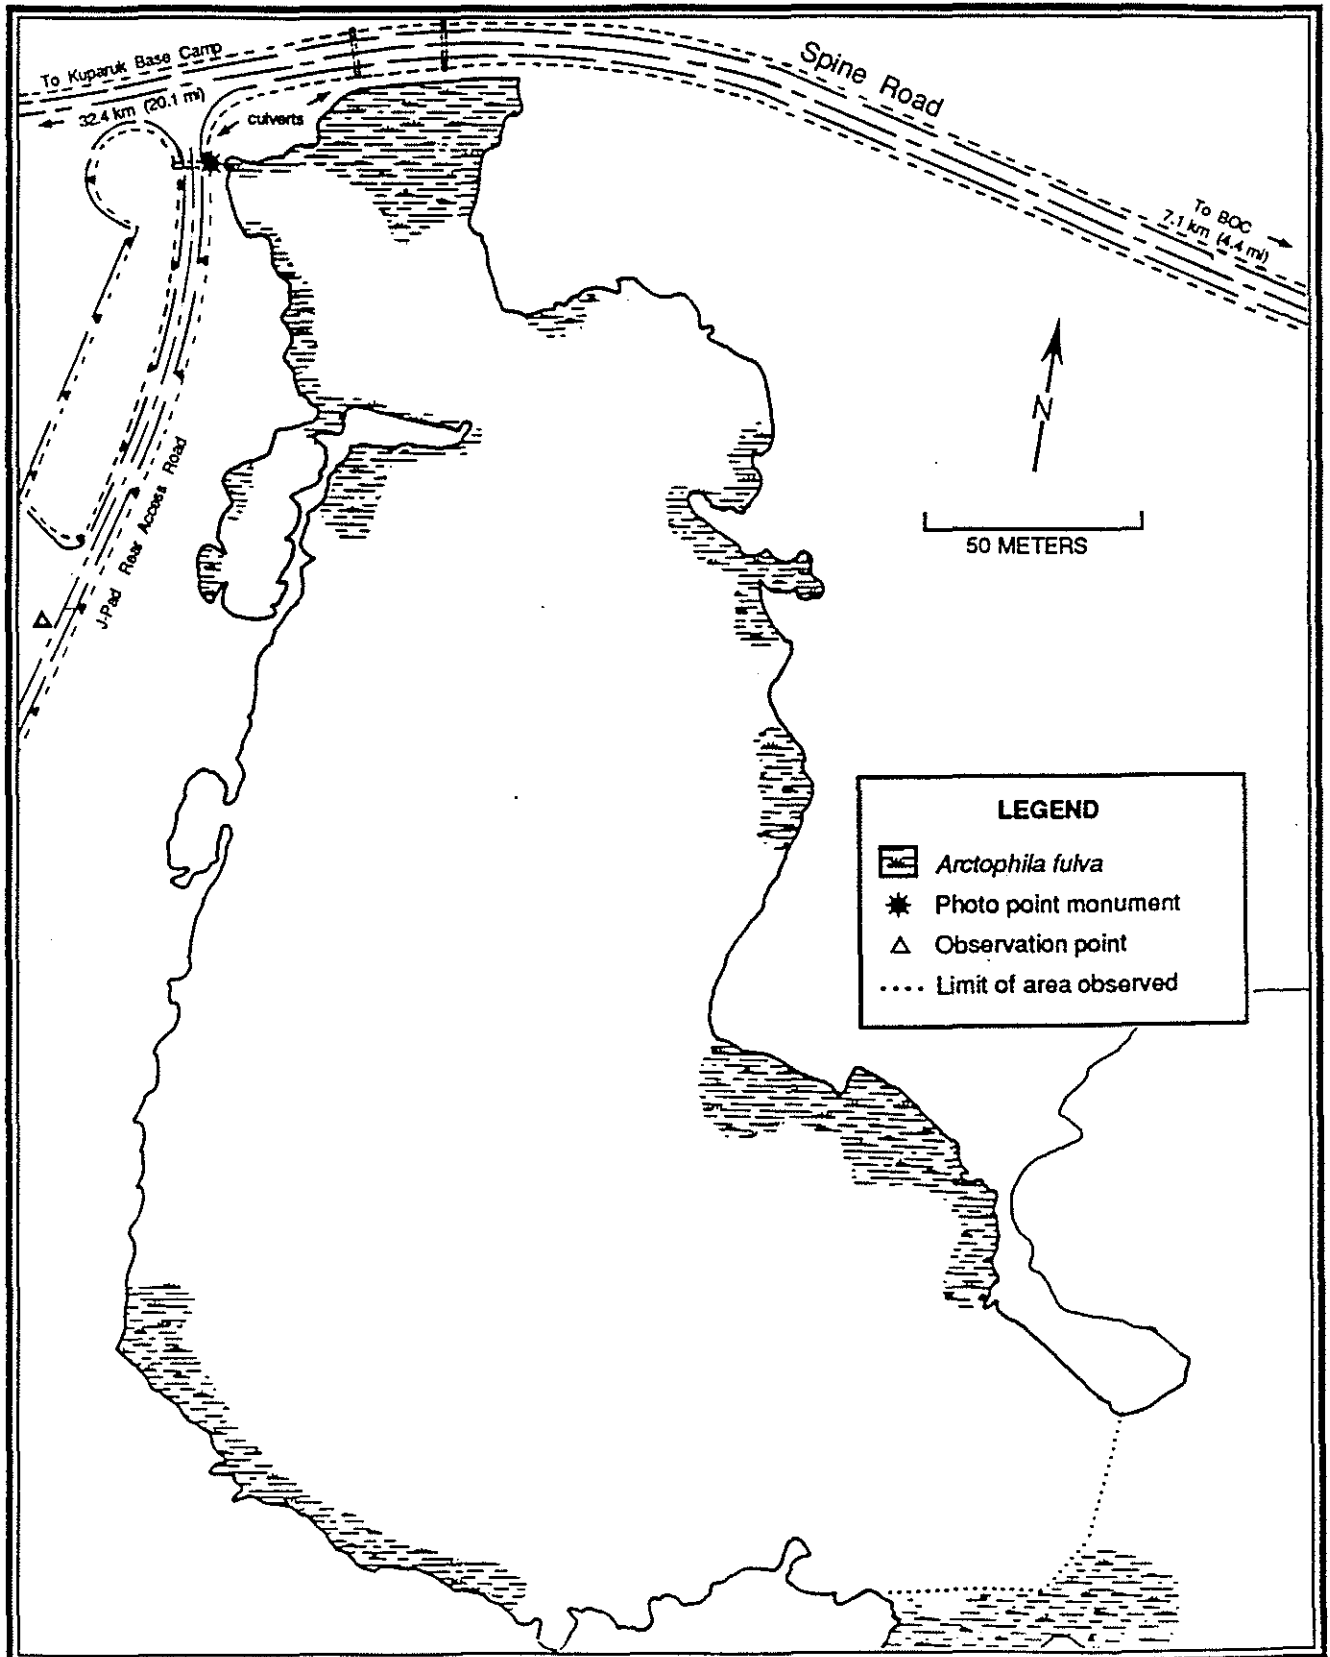 To Kuparuk Base Camp
32.4 km (20.1 mi)
culverts
Spine Road
To BOC
7.1 km (4.4 mi)
N
50 METERS
J-Pad Rear Access Road
LEGEND
Arctophila fulva
Photo point monument
Observation point
Limit of area observed